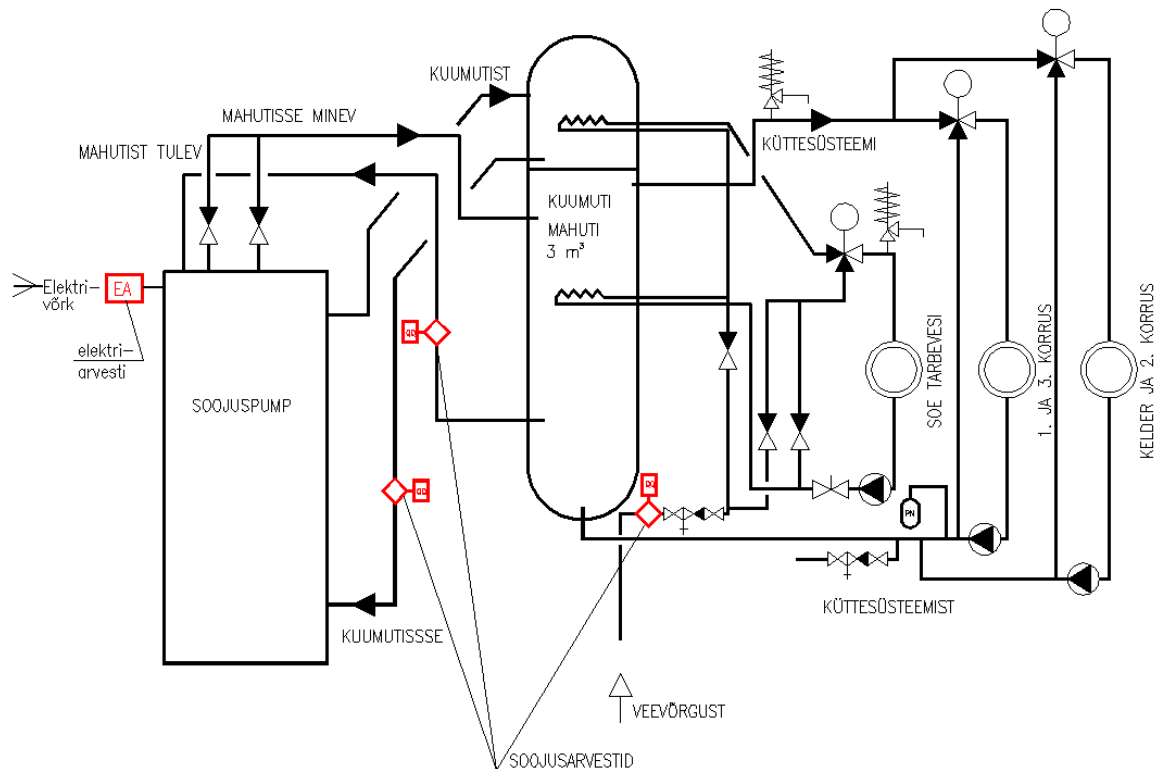 KUUMUTIST
MAHUTISSE MINEV
MAHUTIST TULEV
KÜTTESÜSTEEMI
KUUMUTI
MAHUTI
3 m³
Elektri-
võrk
EA
elektri-
arvesti
SOOJUSPUMP
SOE TARBEVESI
1. JA 3. KORRUS
KELDER JA 2. KORRUS
PN
KÜTTESÜSTEEMIST
KUUMUTISSSE
VEEVÕRGUST
SOOJUSARVESTID